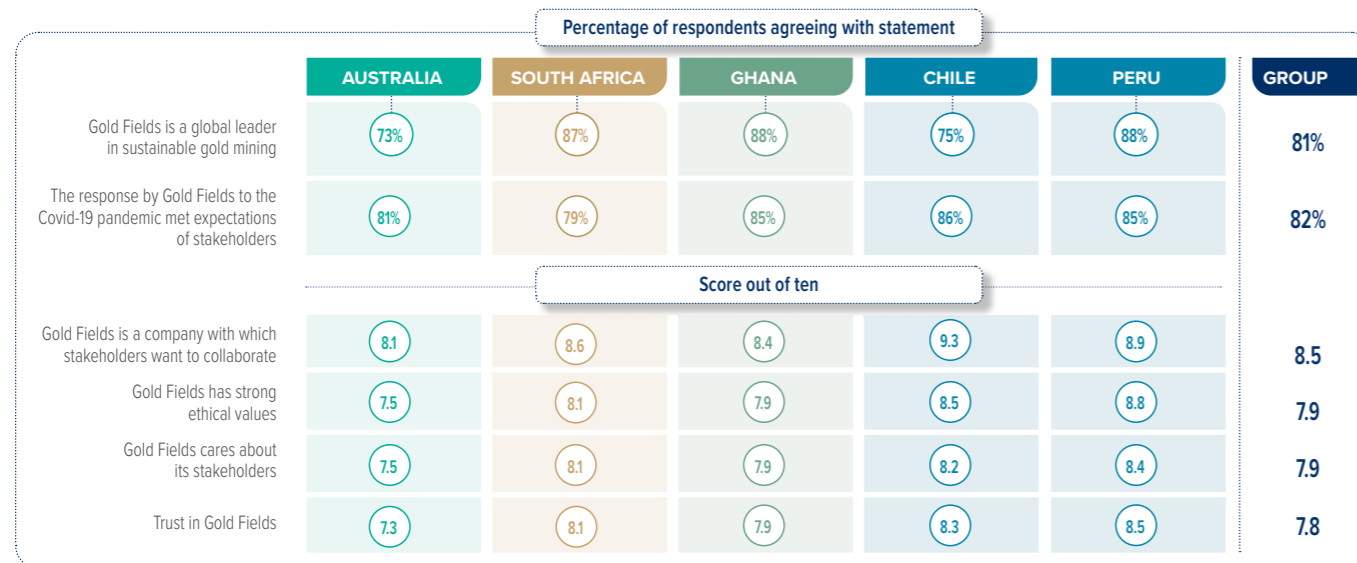 Percentage of respondents agreeing with statement
AUSTRALIA SOUTH AFRICA GHANA CHILE PERU GROUP
Gold Fields is a global leader
in sustainable gold mining
73% 87% 88% 75% 88% 81%
The response by Gold Fields to the
Covid-19 pandemic met expectations
of stakeholders
81% 79% 85% 86% 85% 82%
Score out of ten
Gold Fields is a company with which
stakeholders want to collaborate
8.1 8.6 8.4 9.3 8.9 8.5
Gold Fields has strong
ethical values
7.5 8.1 7.9 8.5 8.8 7.9
Gold Fields cares about
its stakeholders
7.5 8.1 7.9 8.2 8.4 7.9
Trust in Gold Fields
7.3 8.1 7.9 8.3 8.5 7.8